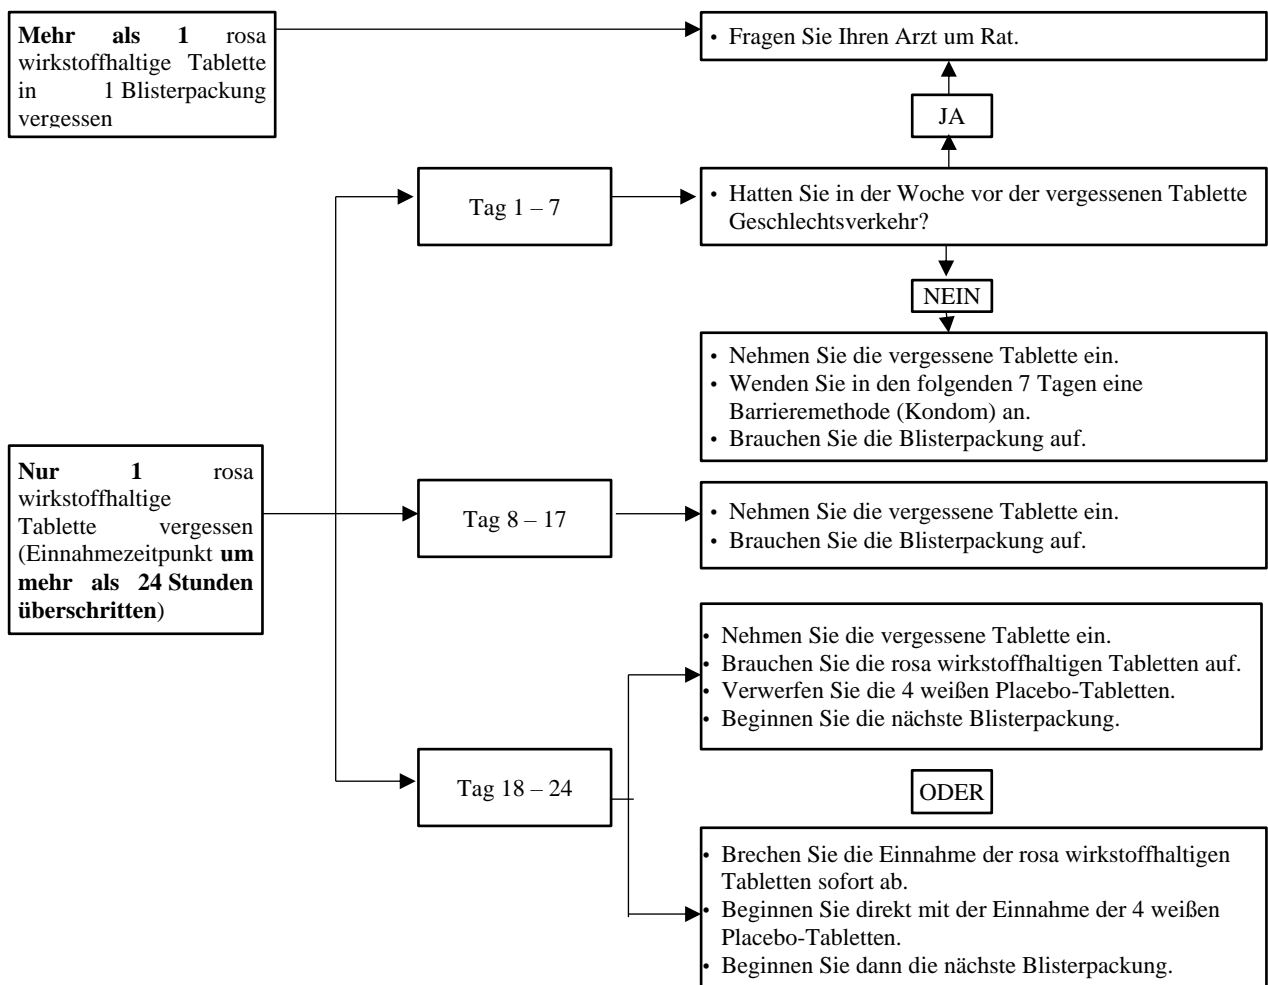 Mehr als 1 rosa
wirkstoffhaltige Tablette
in 1 Blisterpackung
vergessen
• Fragen Sie Ihren Arzt um Rat.
JA
Tag 1 – 7
• Hatten Sie in der Woche vor der vergessenen Tablette
Geschlechtsverkehr?
NEIN
• Nehmen Sie die vergessene Tablette ein.
• Wenden Sie in den folgenden 7 Tagen eine
Barrieremethode (Kondom) an.
• Brauchen Sie die Blisterpackung auf.
Nur 1 rosa
wirkstoffhaltige
Tablette vergessen
(Einnahmezeitpunkt um
mehr als 24 Stunden
überschritten)
Tag 8 – 17
• Nehmen Sie die vergessene Tablette ein.
• Brauchen Sie die Blisterpackung auf.
Tag 18 – 24
• Nehmen Sie die vergessene Tablette ein.
• Brauchen Sie die rosa wirkstoffhaltigen Tabletten auf.
• Verwerfen Sie die 4 weißen Placebo-Tabletten.
• Beginnen Sie die nächste Blisterpackung.
ODER
• Brechen Sie die Einnahme der rosa wirkstoffhaltigen
Tabletten sofort ab.
• Beginnen Sie direkt mit der Einnahme der 4 weißen
Placebo-Tabletten.
• Beginnen Sie dann die nächste Blisterpackung.